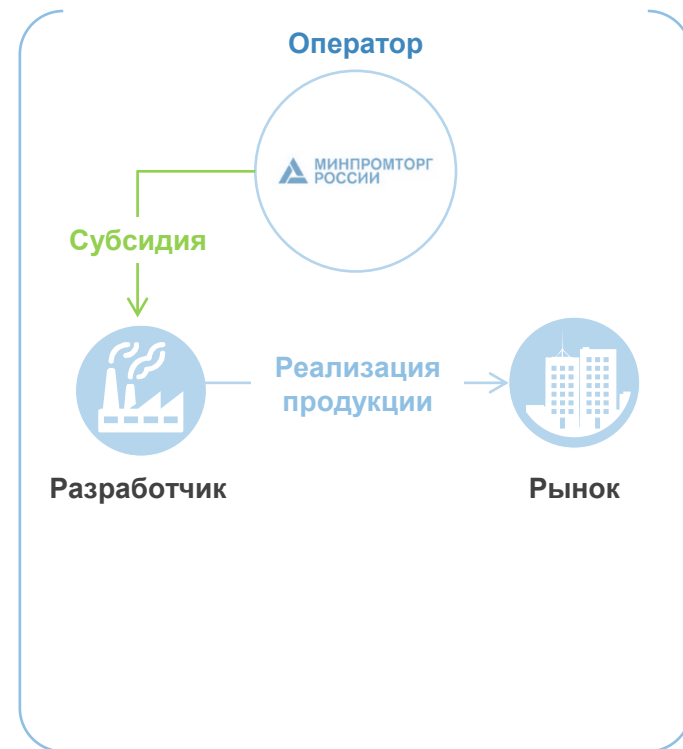 Оператор
МИНПРОМТОРГ
РОССИИ
Субсидия
Реализация
продукции
Разработчик
Рынок